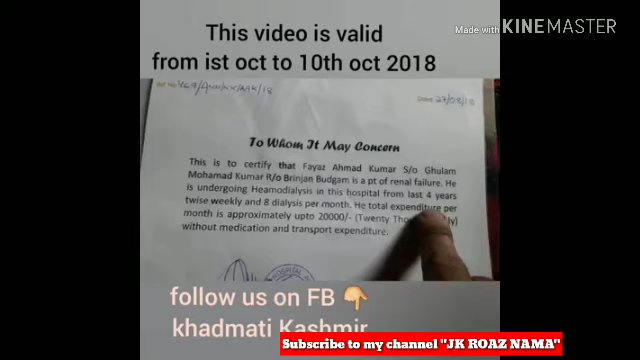 This video is valid
from ist oct to 10th oct 2018
Made with KINEMASTER
To Whom It May Concern
This is to certify that Fayaz Ahmad Kumar S/o Ghulam
Mohamad Kumar R/o Brinjan Budgam is a pt of renal failure. He
is undergoing Heamodialysis in this hospital from last 4 years
twise weekly and 8 dialysis per month. He total expenditure per
month is approximately upto 20000/- (Twenty
without medication and transport expenditure.
HOSPITAL
follow us on FB 👇
khadmati Kashmir
Subscribe to my channel "JK ROAZ NAMA"